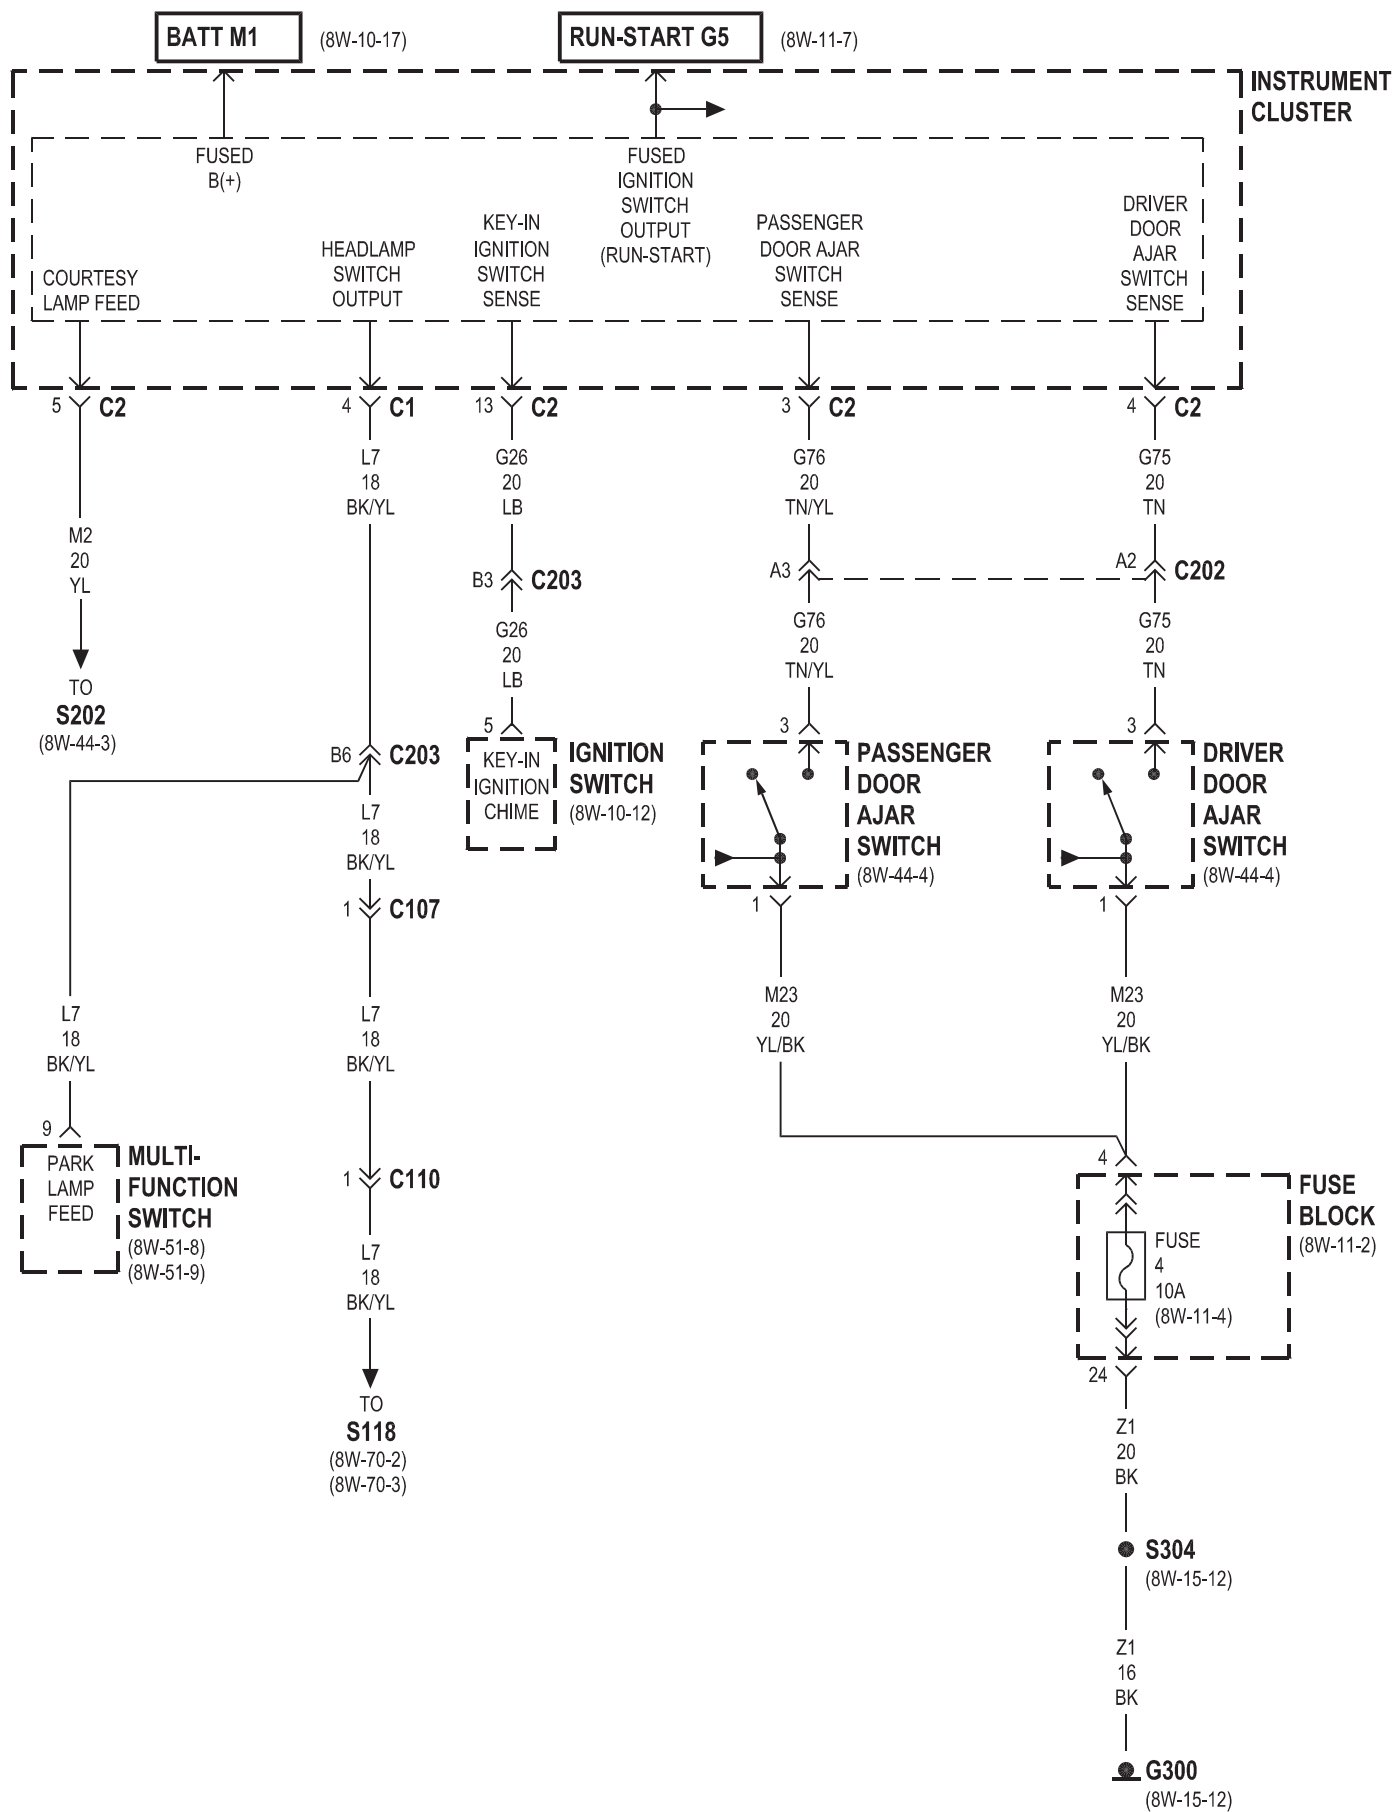 BATT M1
(8W-10-17)
RUN-START G5
(8W-11-7)
INSTRUMENT
CLUSTER
FUSED
B(+)
FUSED
IGNITION
SWITCH
OUTPUT
(RUN-START)
COURTESY
LAMP FEED
HEADLAMP
SWITCH
OUTPUT
KEY-IN
IGNITION
SWITCH
SENSE
PASSENGER
DOOR AJAR
SWITCH
SENSE
DRIVER
DOOR
AJAR
SWITCH
SENSE
5 C2
4 C1
13 C2
3 C2
4 C2
M2
20
YL
TO
S202
(8W-44-3)
L7
18
BK/YL
G26
20
LB
G76
20
TN/YL
G75
20
TN
B3 C203
A3
A2 C202
G26
20
LB
G76
20
TN/YL
G75
20
TN
B6 C203
5
KEY-IN
IGNITION
CHIME
IGNITION
SWITCH
(8W-10-12)
3
PASSENGER
DOOR
AJAR
SWITCH
(8W-44-4)
1
3
DRIVER
DOOR
AJAR
SWITCH
(8W-44-4)
1
L7
18
BK/YL
1 C107
L7
18
BK/YL
L7
18
BK/YL
M23
20
YL/BK
M23
20
YL/BK
9
PARK
LAMP
FEED
MULTI-
FUNCTION
SWITCH
(8W-51-8)
(8W-51-9)
1 C110
L7
18
BK/YL
TO
S118
(8W-70-2)
(8W-70-3)
4
FUSE
4
10A
(8W-11-4)
FUSE
BLOCK
(8W-11-2)
24
Z1
20
BK
S304
(8W-15-12)
Z1
16
BK
G300
(8W-15-12)